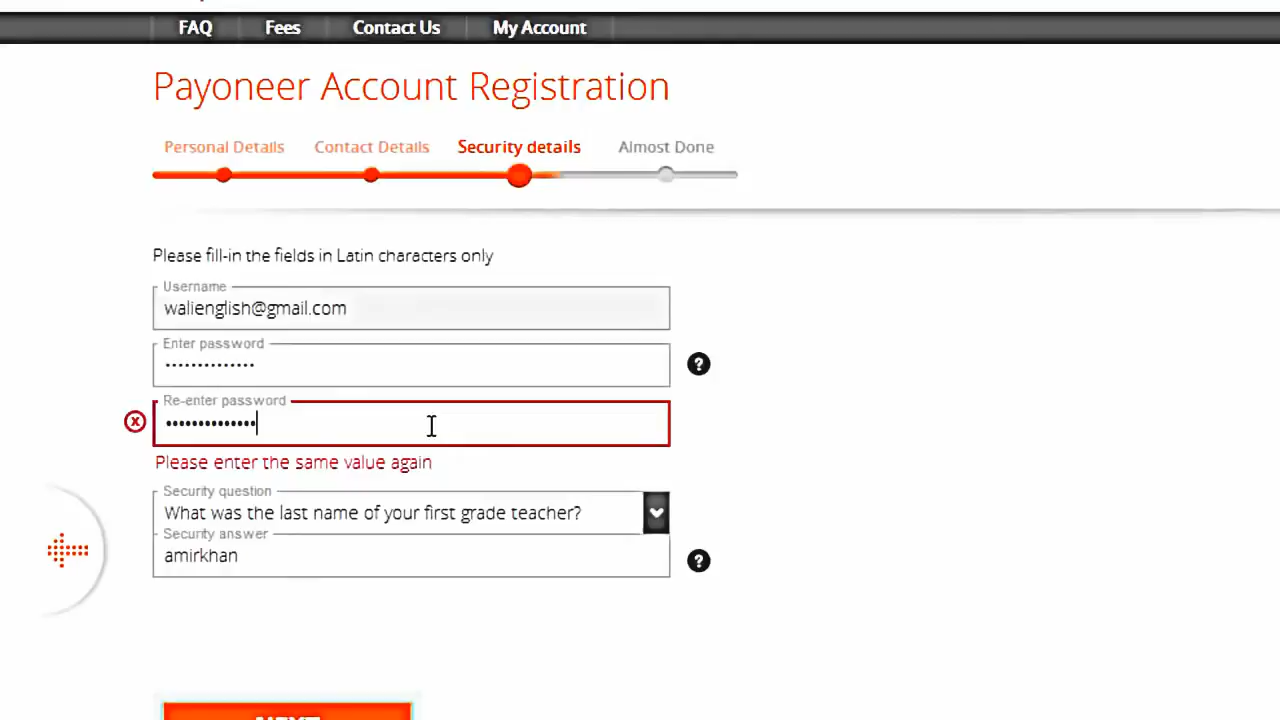 FAQ Fees Contact Us My Account
Payoneer Account Registration
Personal Details Contact Details Security details Almost Done
Please fill-in the fields in Latin characters only
Username
walienglish@gmail.com
Enter password
••••••••••••••
?
Re-enter password
••••••••••••••
Please enter the same value again
Security question
What was the last name of your first grade teacher?
Security answer
amirkhan
?
NEXT